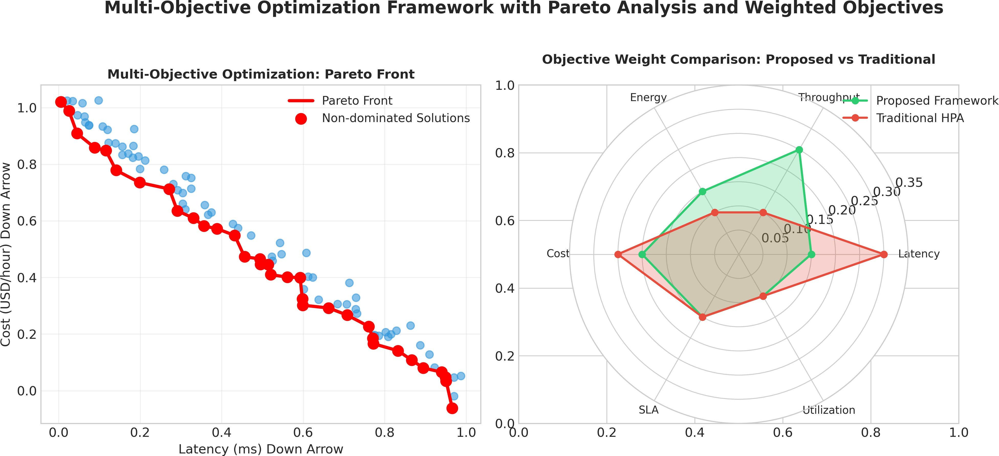 Multi-Objective Optimization Framework with Pareto Analysis and Weighted Objectives
Multi-Objective Optimization: Pareto Front
Pareto Front
Non-dominated Solutions
Cost (USD/hour) Down Arrow
1.0
0.8
0.6
0.4
0.2
0.0
0.0 0.2 0.4 0.6 0.8 1.0
Latency (ms) Down Arrow
Objective Weight Comparison: Proposed vs Traditional
Proposed Framework
Traditional HPA
1.0
0.8
0.6
0.4
0.2
0.0
0.0 0.2 0.4 0.6 0.8 1.0
Energy
Throughput
Cost
Latency
SLA
Utilization
0.35
0.30
0.25
0.20
0.15
0.10
0.05